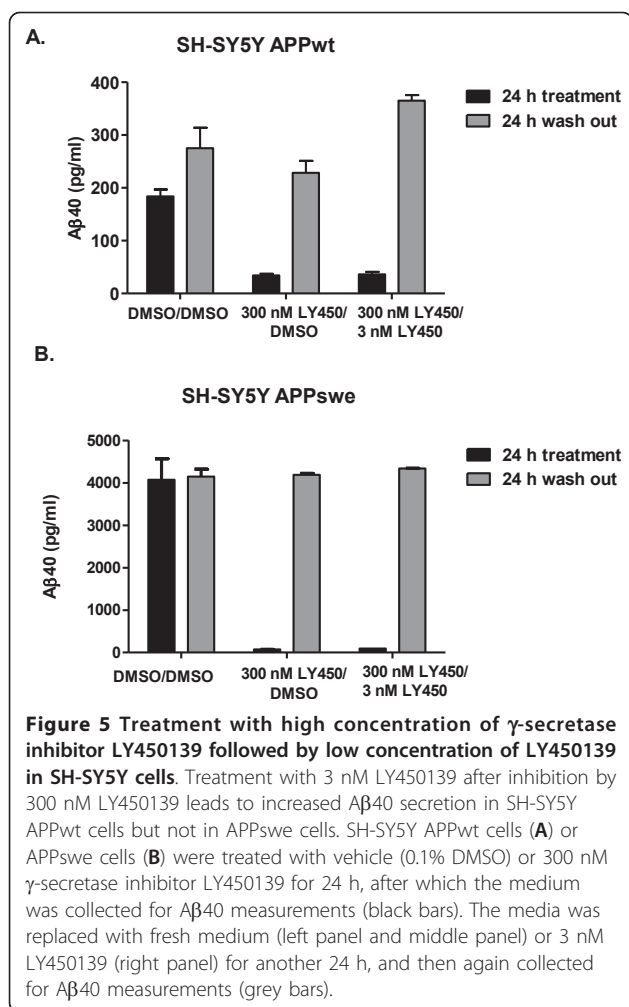 A.
SH-SY5Y APPwt
400
300
200
100
0
Aβ40 (pg/ml)
24 h treatment
24 h wash out
DMSO/DMSO
300 nM LY450/
DMSO
300 nM LY450/
3 nM LY450
B.
SH-SY5Y APPswe
5000
4000
3000
2000
1000
0
Aβ40 (pg/ml)
24 h treatment
24 h wash out
DMSO/DMSO
300 nM LY450/
DMSO
300 nM LY450/
3 nM LY450
Figure 5 Treatment with high concentration of γ-secretase
inhibitor LY450139 followed by low concentration of LY450139
in SH-SY5Y cells. Treatment with 3 nM LY450139 after inhibition by
300 nM LY450139 leads to increased Aβ40 secretion in SH-SY5Y
APPwt cells but not in APPswe cells. SH-SY5Y APPwt cells (A) or
APPswe cells (B) were treated with vehicle (0.1% DMSO) or 300 nM
γ-secretase inhibitor LY450139 for 24 h, after which the medium
was collected for Aβ40 measurements (black bars). The media was
replaced with fresh medium (left panel and middle panel) or 3 nM
LY450139 (right panel) for another 24 h, and then again collected
for Aβ40 measurements (grey bars).